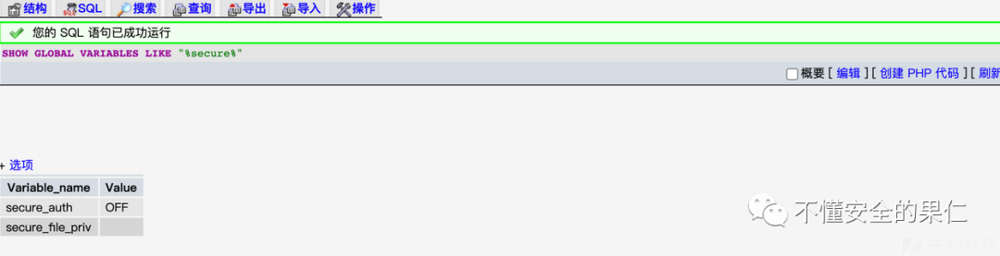 结构 SQL 搜索 查询 导出 导入 操作
您的 SQL 语句已成功运行
SHOW GLOBAL VARIABLES LIKE "%secure%"
概要 [ 编辑 ] [ 创建 PHP 代码 ] [ 刷新
+ 选项
Variable_name Value
secure_auth OFF
secure_file_priv
不懂安全的果仁